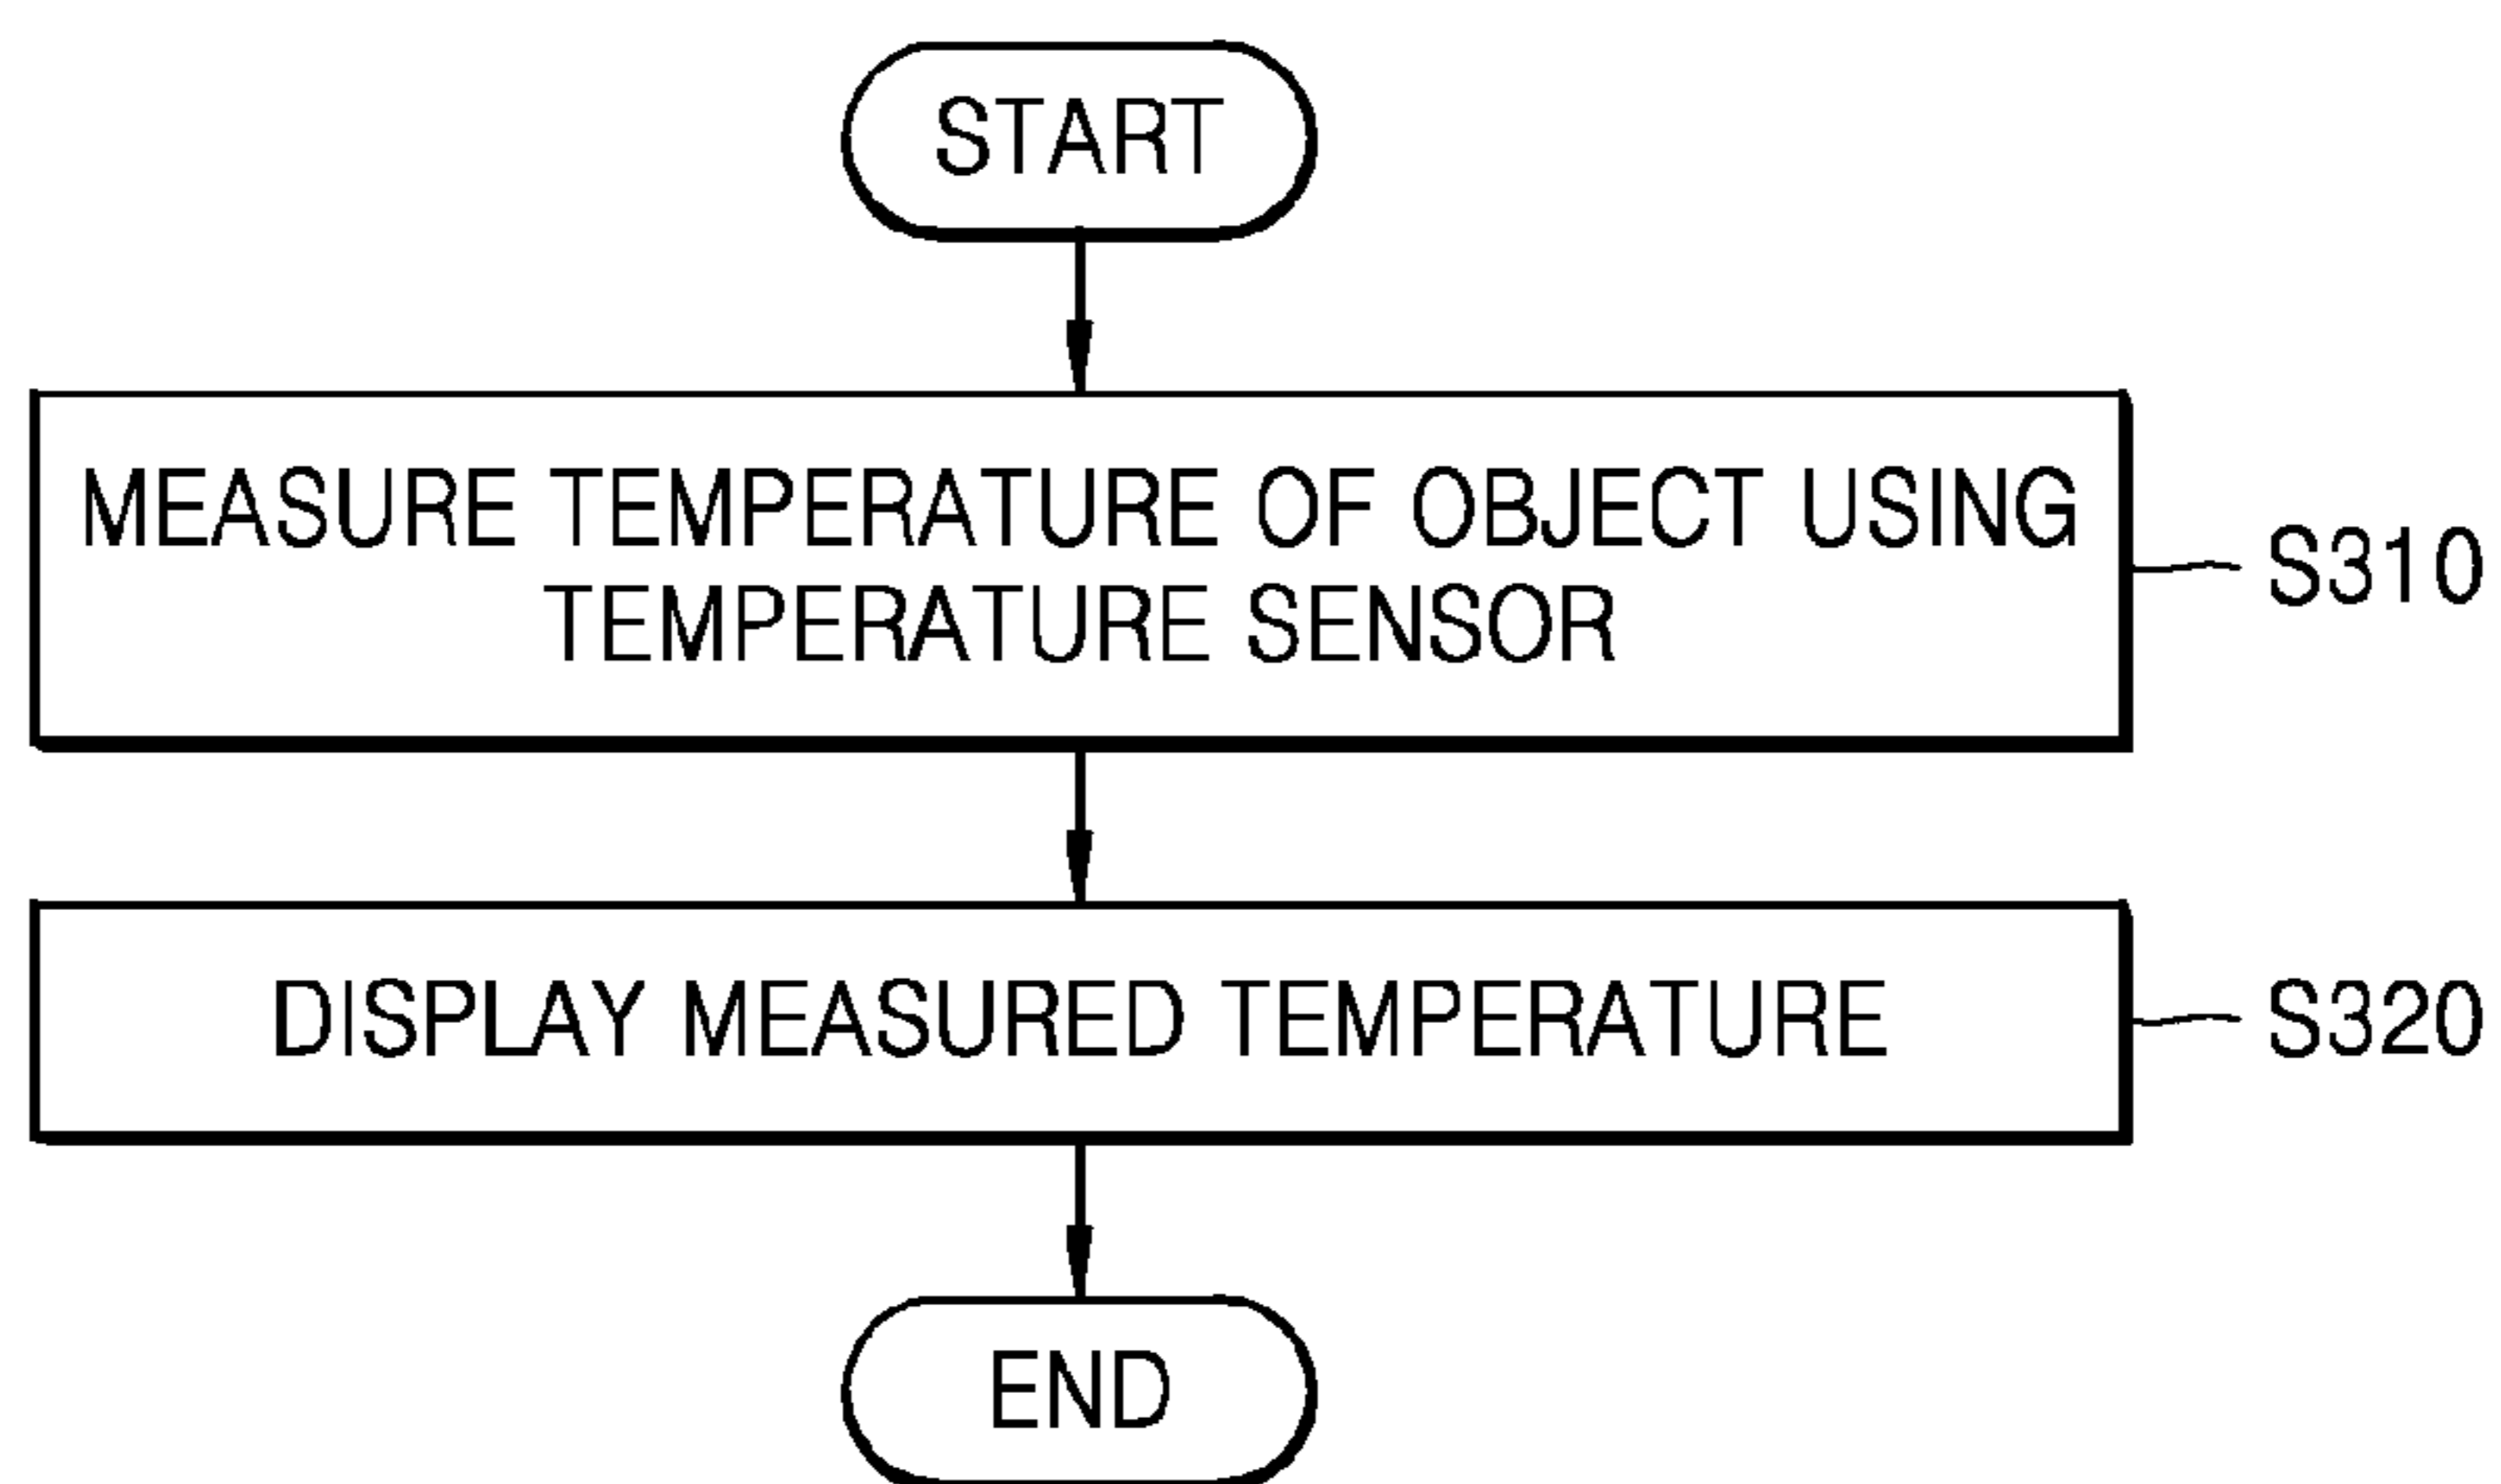 START
MEASURE TEMPERATURE OF OBJECT USING
TEMPERATURE SENSOR
S310
DISPLAY MEASURED TEMPERATURE
S320
END